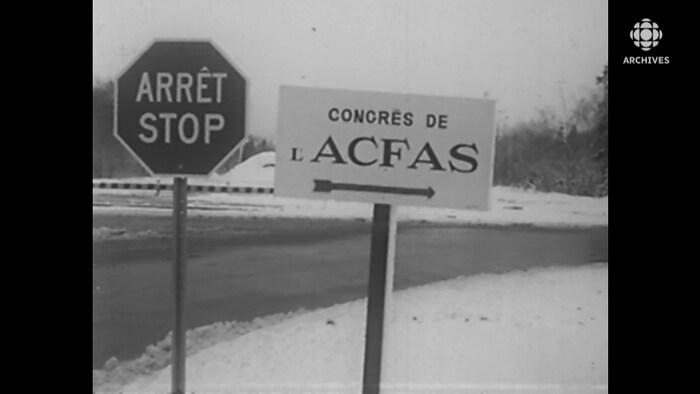 ARRÊT
STOP
CONGRÈS DE
L'ACFAS
ARCHIVES